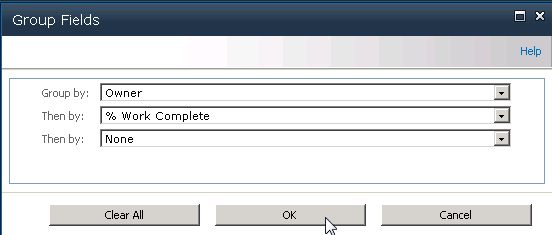 Group Fields
Help
Group by: Owner
Then by: % Work Complete
Then by: None
Clear All OK Cancel